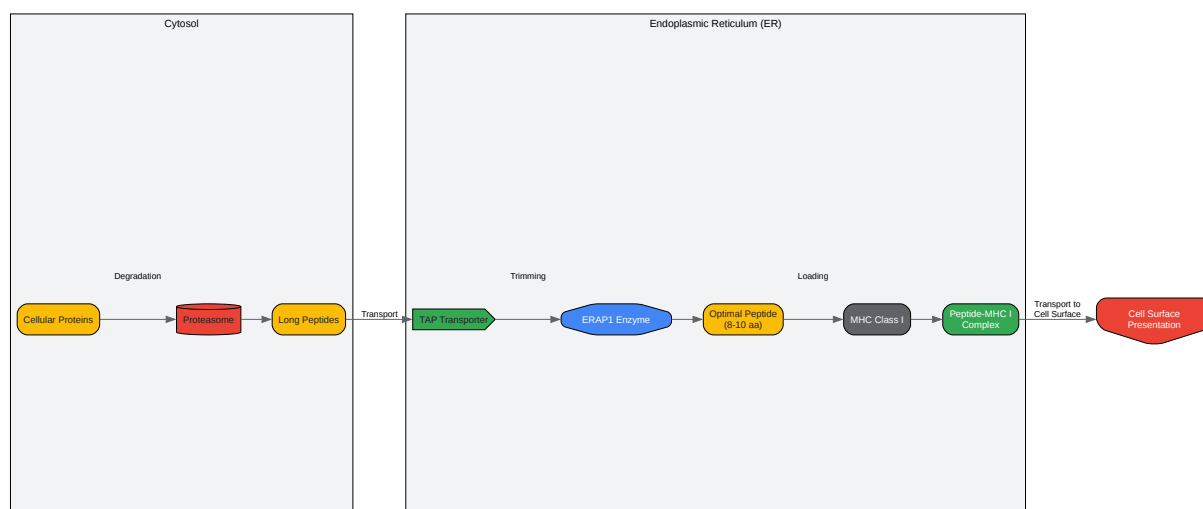 Cytosol
Endoplasmic Reticulum (ER)
Degradation
Trimming
Loading
Cellular Proteins
Proteasome
Long Peptides
Transport
TAP Transporter
ERAP1 Enzyme
Optimal Peptide
(8-10 aa)
MHC Class I
Peptide-MHC I
Complex
Transport to
Cell Surface
Cell Surface
Presentation